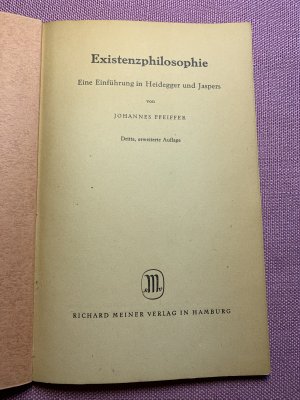 Existenzphilosophie
Eine Einführung in Heidegger und Jaspers
von
JOHANNES PFEIFFER
Dritte, erweiterte Auflage
M
RICHARD MEINER VERLAG IN HAMBURG